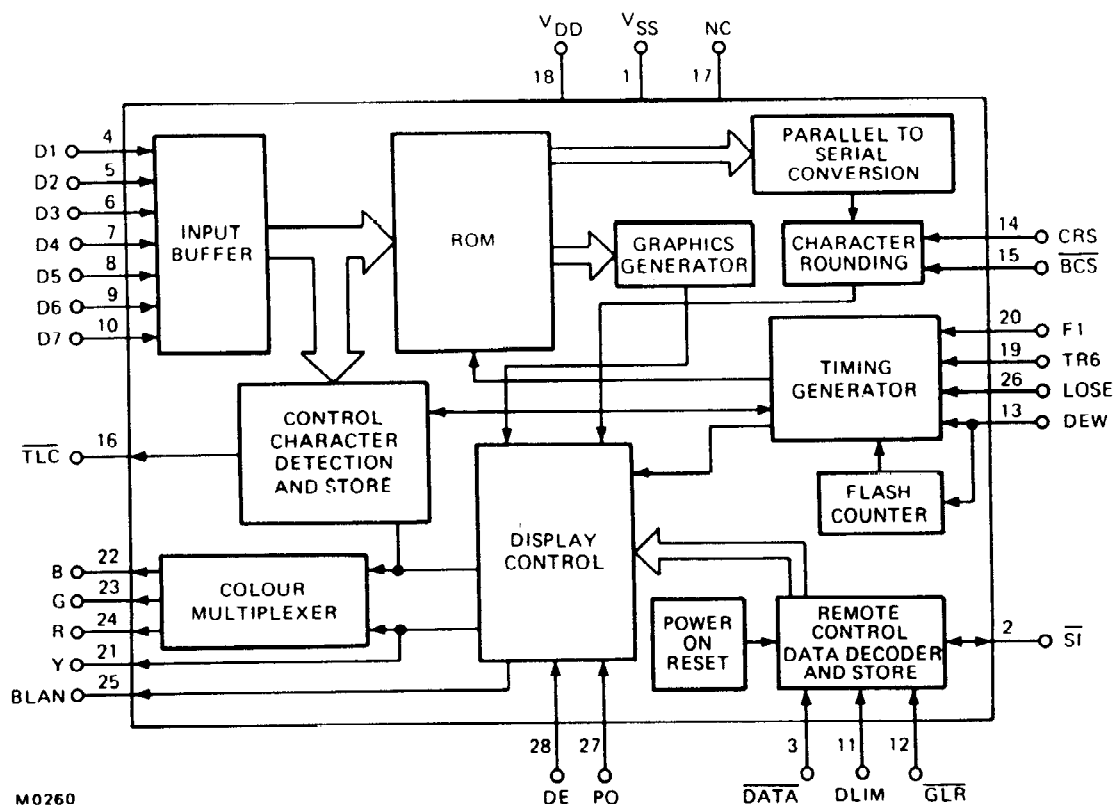 VDD
VSS
NC
18
1
17
D1
4
D2
5
D3
6
D4
7
D5
8
D6
9
D7
10
INPUT
BUFFER
ROM
PARALLEL TO
SERIAL
CONVERSION
GRAPHICS
GENERATOR
CHARACTER
ROUNDING
14
CRS
15
BCS
20
F1
19
TR6
26
LOSE
13
DEW
TIMING
GENERATOR
CONTROL
CHARACTER
DETECTION
AND STORE
TLC
16
FLASH
COUNTER
DISPLAY
CONTROL
B
22
G
23
R
24
Y
21
BLAN
25
COLOUR
MULTIPLEXER
POWER
ON
RESET
REMOTE
CONTROL
DATA DECODER
AND STORE
2
SI
28
27
3
11
12
DE
PO
DATA
DLIM
GLR
M0260